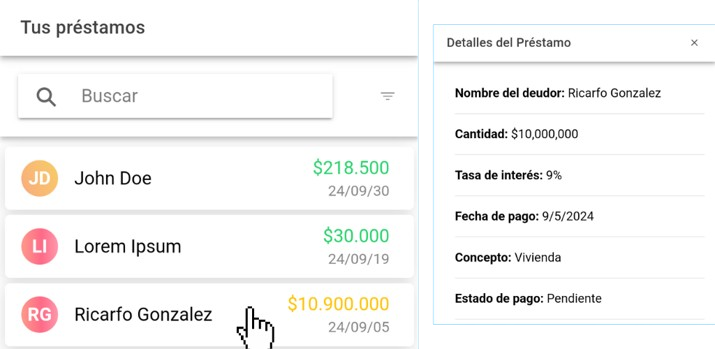 Tus préstamos
Buscar
JD John Doe $218.500
24/09/30
LI Lorem Ipsum $30.000
24/09/19
RG Ricarfo Gonzalez $10.900.000
24/09/05
Detalles del Préstamo ×
Nombre del deudor: Ricarfo Gonzalez
Cantidad: $10,000,000
Tasa de interés: 9%
Fecha de pago: 9/5/2024
Concepto: Vivienda
Estado de pago: Pendiente